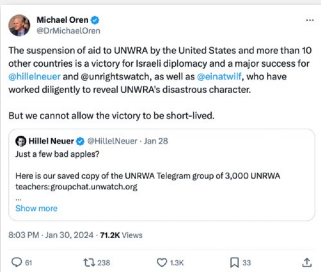 Michael Oren
@DrMichaelOren
The suspension of aid to UNWRA by the United States and more than 10
other countries is a victory for Israeli diplomacy and a major success for
@hillelneuer and @unrightswatch, as well as @einatwilf, who have
worked diligently to reveal UNWRA's disastrous character.
But we cannot allow the victory to be short-lived.
Hillel Neuer @HillelNeuer · Jan 28
Just a few bad apples?
Here is our saved copy of the UNRWA Telegram group of 3,000 UNRWA
teachers: groupchat.unwatch.org
...
Show more
8:03 PM · Jan 30, 2024 · 71.2K Views
61 238 1.3K 33